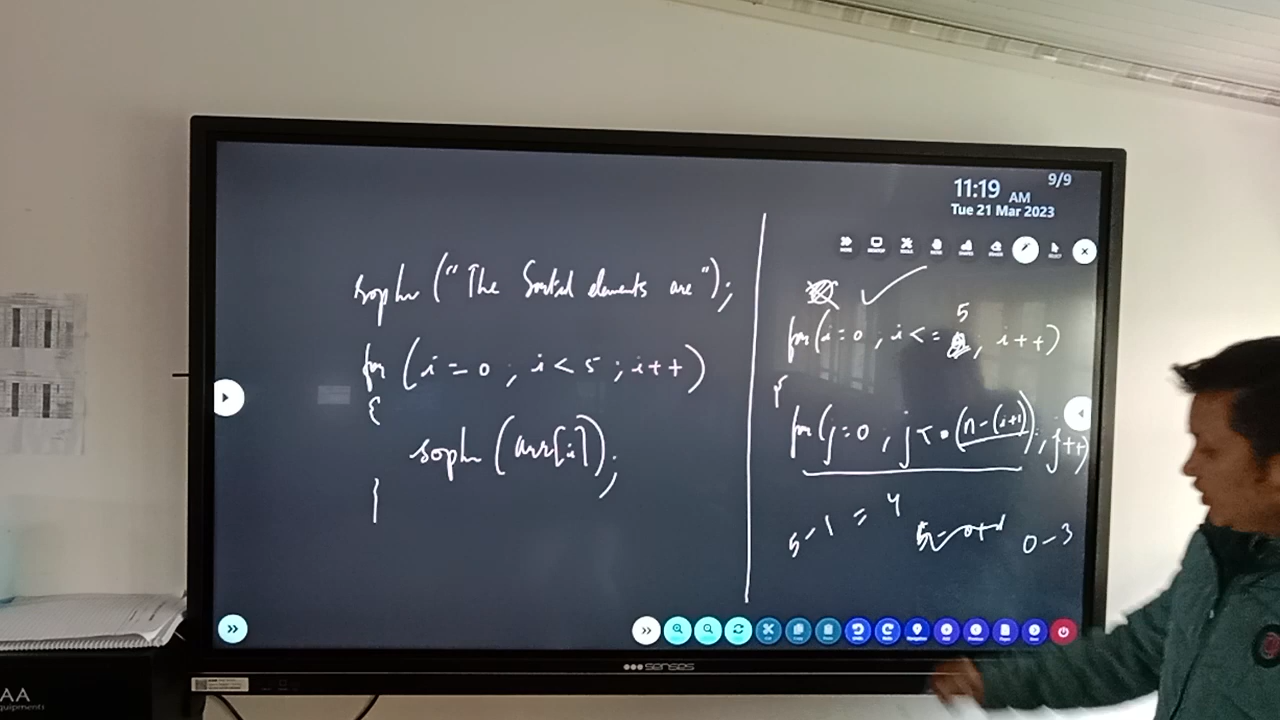 11:19 AM
9/9
Tue 21 Mar 2023
sopln ("The Sorted elements are");
for (i=0 ; i<5 ; i++)
{
sopln (arr[i]);
}
for(i=0 ; i<= 5 ; i++)
{
for(j=0 ; j< (n-(i+1)) ; j++)
5-1 = 4
0-3
senses
AA